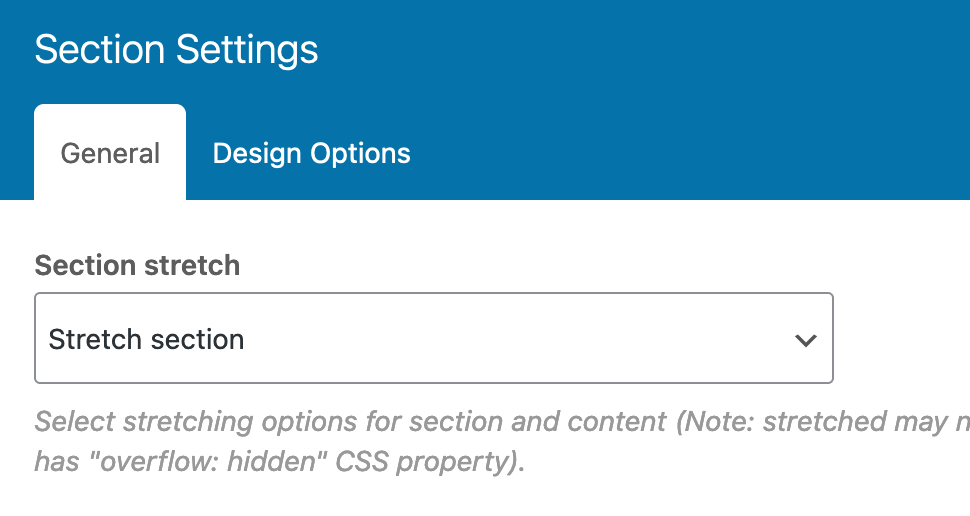 Section Settings
General
Design Options
Section stretch
Stretch section
Select stretching options for section and content (Note: stretched may
has "overflow: hidden" CSS property).